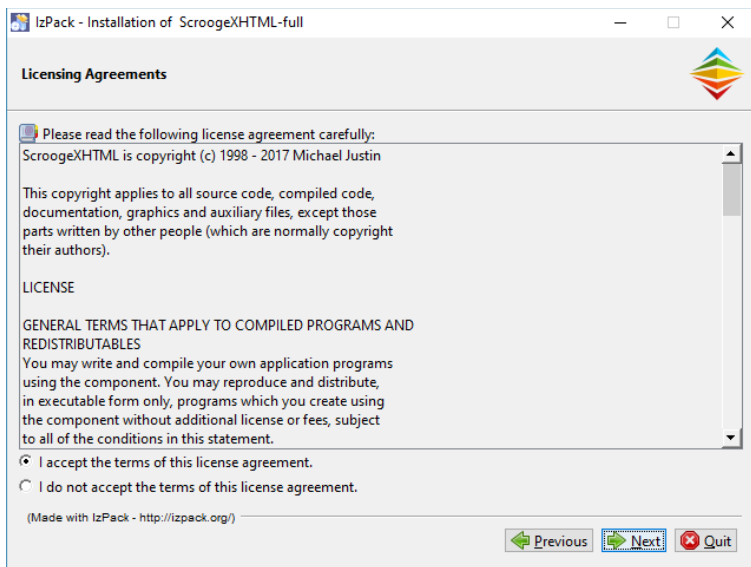 IzPack - Installation of ScroogeXHTML-full
Licensing Agreements
Please read the following license agreement carefully:
ScroogeXHTML is copyright (c) 1998 - 2017 Michael Justin
This copyright applies to all source code, compiled code,
documentation, graphics and auxiliary files, except those
parts written by other people (which are normally copyright
their authors).
LICENSE
GENERAL TERMS THAT APPLY TO COMPILED PROGRAMS AND
REDISTRIBUTABLES
You may write and compile your own application programs
using the component. You may reproduce and distribute,
in executable form only, programs which you create using
the component without additional license or fees, subject
to all of the conditions in this statement.
I accept the terms of this license agreement.
I do not accept the terms of this license agreement.
(Made with IzPack - http://izpack.org/)
Previous Next Quit